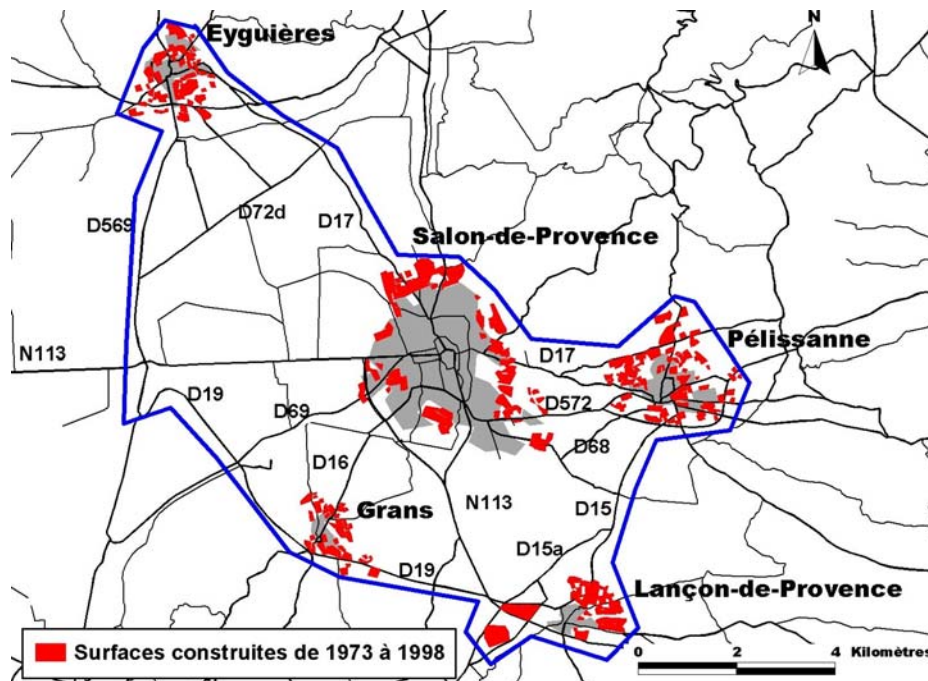 Eyguières
N
D569
D72d
D17
Salon-de-Provence
N113
D17
Pélissanne
D19
D69
D572
D68
D16
Grans
N113
D15
D15a
D19
Lançon-de-Provence
Surfaces construites de 1973 à 1998
0 2 4 Kilomètres